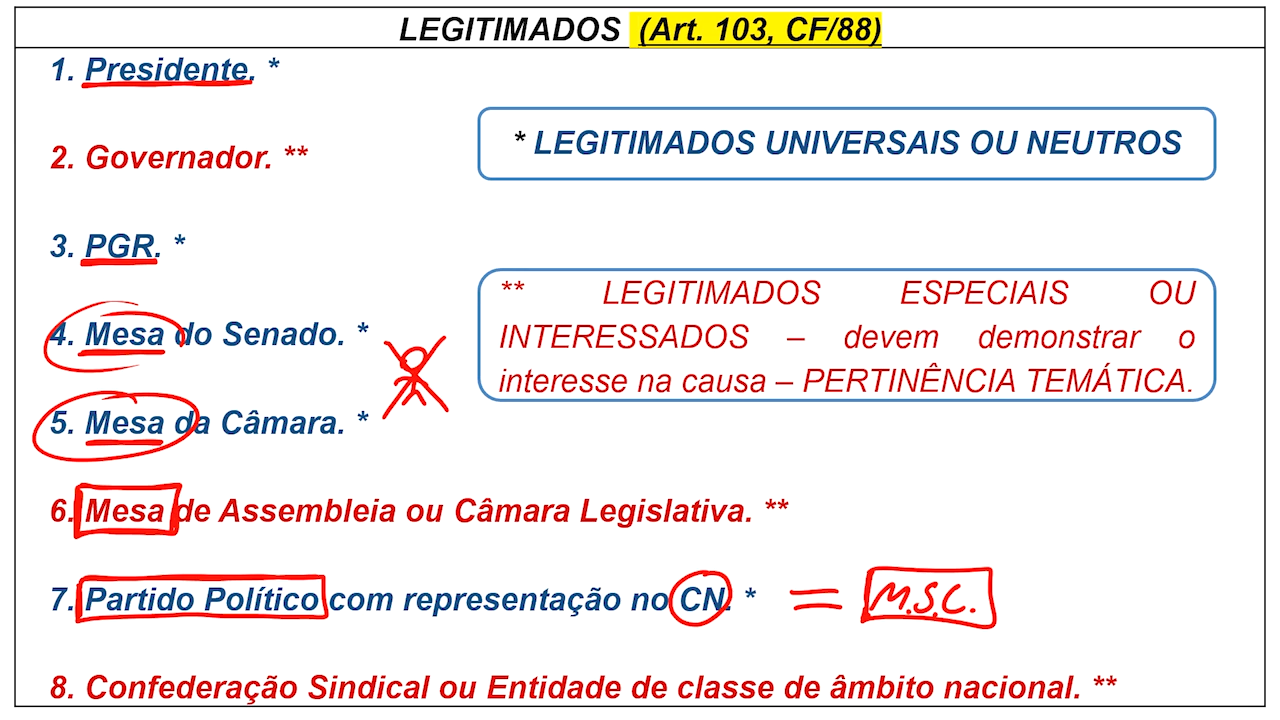 LEGITIMADOS (Art. 103, CF/88)
1. Presidente. *
2. Governador. **
* LEGITIMADOS UNIVERSAIS OU NEUTROS
3. PGR. *
4. Mesa do Senado. *
5. Mesa da Câmara. *
** LEGITIMADOS ESPECIAIS OU
INTERESSADOS – devem demonstrar o
interesse na causa – PERTINÊNCIA TEMÁTICA.
6. Mesa de Assembleia ou Câmara Legislativa. **
7. Partido Político com representação no CN. * = M.S.C.
8. Confederação Sindical ou Entidade de classe de âmbito nacional. **